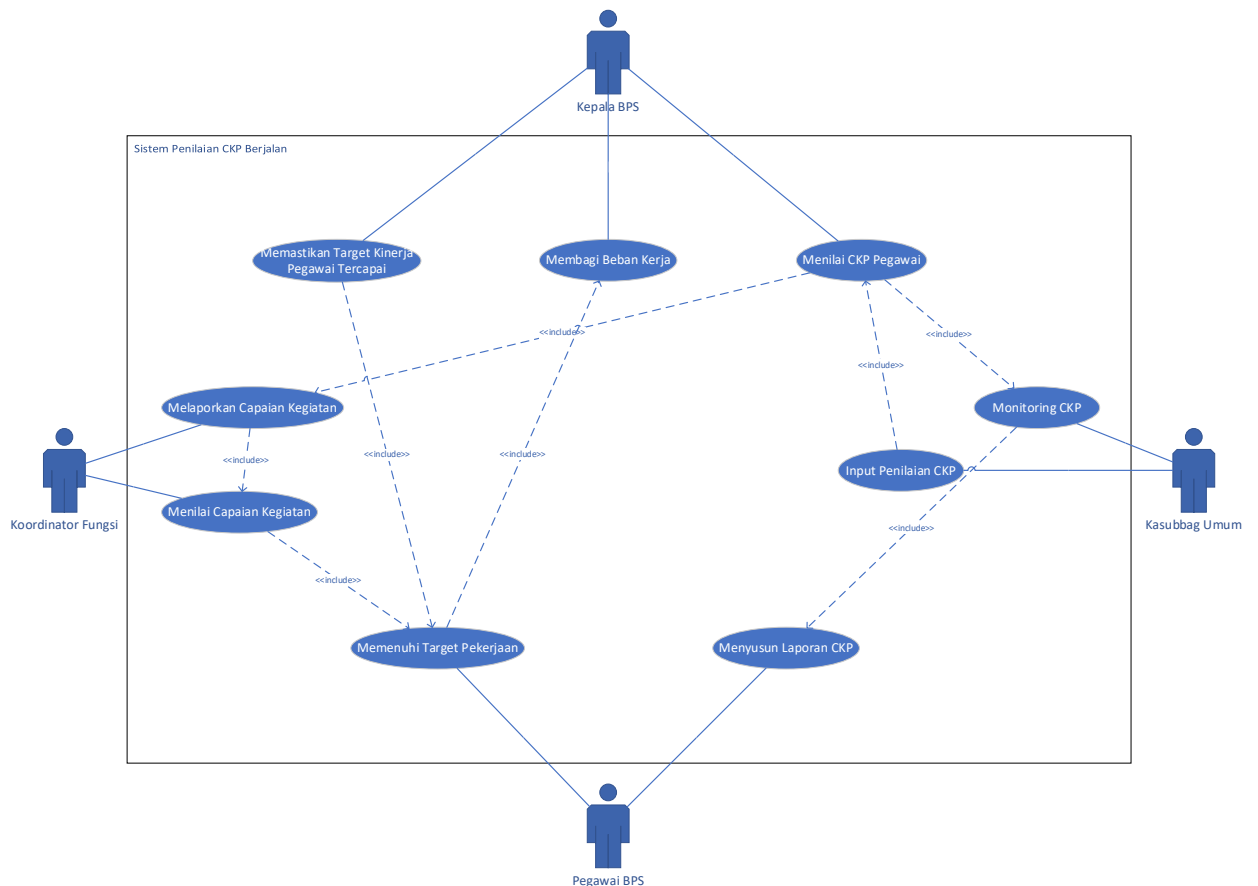 Kepala BPS
Sistem Penilaian CKP Berjalan
Memastikan Target Kinerja
Pegawai Tercapai
Membagi Beban Kerja
Menilai CKP Pegawai
<<include>>
<<include>>
<<include>>
Melaporkan Capaian Kegiatan
Monitoring CKP
<<include>>
<<include>>
<<include>>
Input Penilaian CKP
Menilai Capaian Kegiatan
Koordinator Fungsi
Kasubbag Umum
<<include>>
<<include>>
Memenuhi Target Pekerjaan
Menyusun Laporan CKP
Pegawai BPS